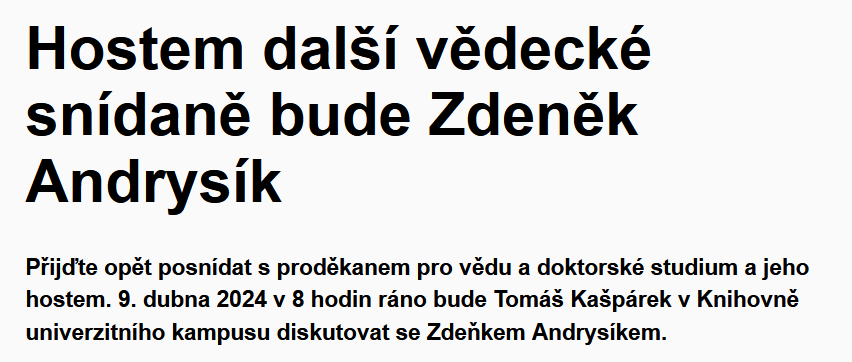 Hostem další vědecké
snídaně bude Zdeněk
Andrysík
Přijďte opět posnídat s proděkanem pro vědu a doktorské studium a jeho
hostem. 9. dubna 2024 v 8 hodin ráno bude Tomáš Kašpárek v Knihovně
univerzitního kampusu diskutovat se Zdeňkem Andrysíkem.